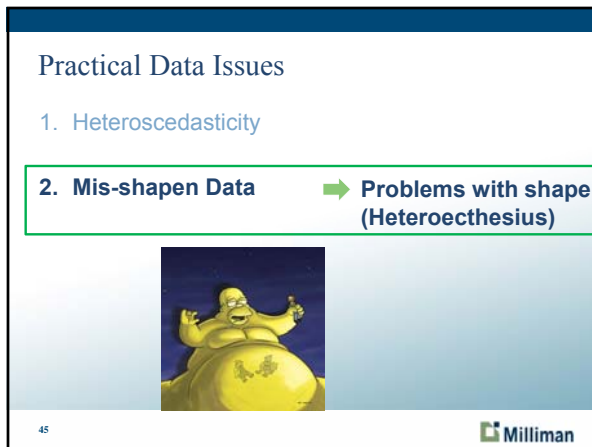 Practical Data Issues
1. Heteroscedasticity
2. Mis-shapen Data Problems with shape
(Heteroecthesius)
45
Milliman